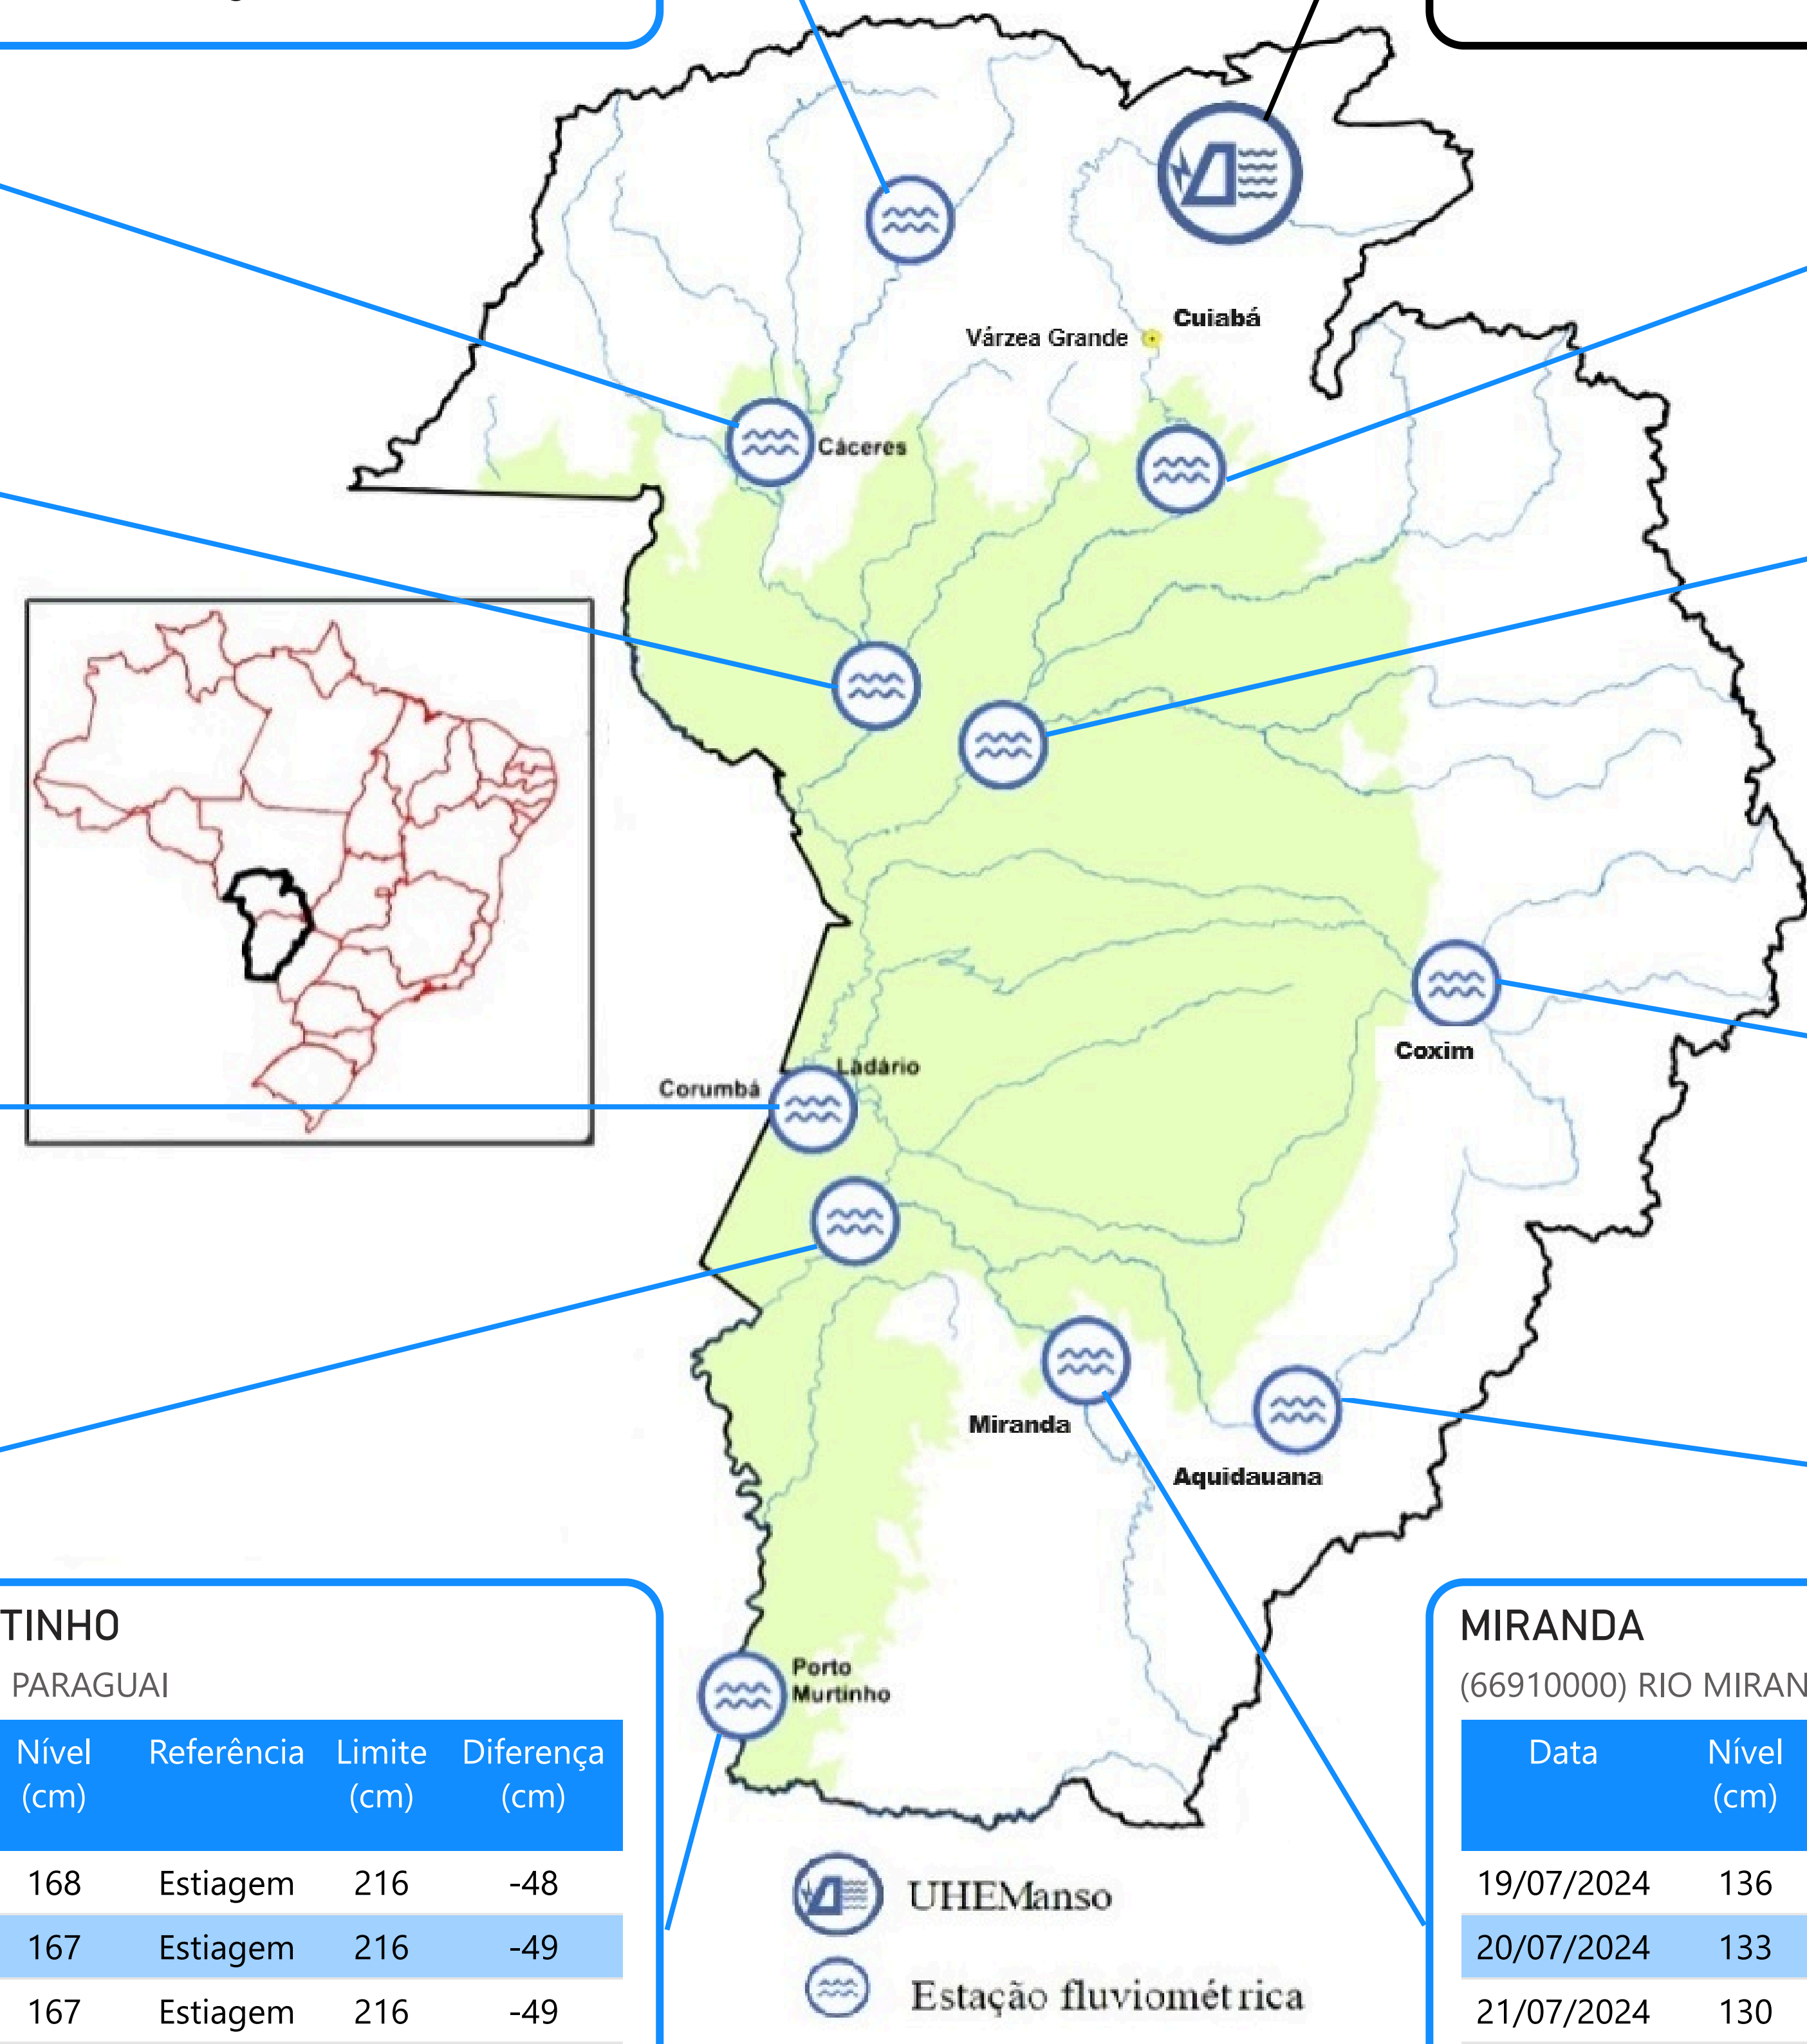 Cuiabá
Várzea Grande
Cáceres
Coxim
Ladário
Corumbá
Miranda
Aquidauana
Porto
Murtinho
TINHO
PARAGUAI
Nível
(cm)
Referência
Limite
(cm)
Diferença
(cm)
168 Estiagem 216 -48
167 Estiagem 216 -49
167 Estiagem 216 -49
UHEManso
Estação fluviométrica
MIRANDA
(66910000) RIO MIRAN
Data
Nível
(cm)
19/07/2024 136
20/07/2024 133
21/07/2024 130